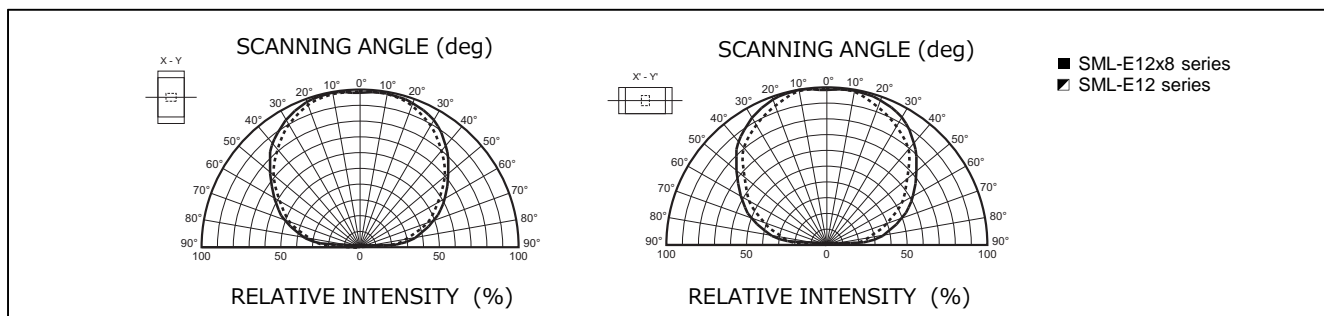 SCANNING ANGLE (deg)
X - Y
20° 10° 0° 10° 20°
30° 30°
40° 40°
50° 50°
60° 60°
70° 70°
80° 80°
90° 90°
100 50 0 50 100
RELATIVE INTENSITY (%)
SCANNING ANGLE (deg)
X' - Y'
20° 10° 0° 10° 20°
30° 30°
40° 40°
50° 50°
60° 60°
70° 70°
80° 80°
90° 90°
100 50 0 50 100
RELATIVE INTENSITY (%)
SML-E12x8 series
SML-E12 series